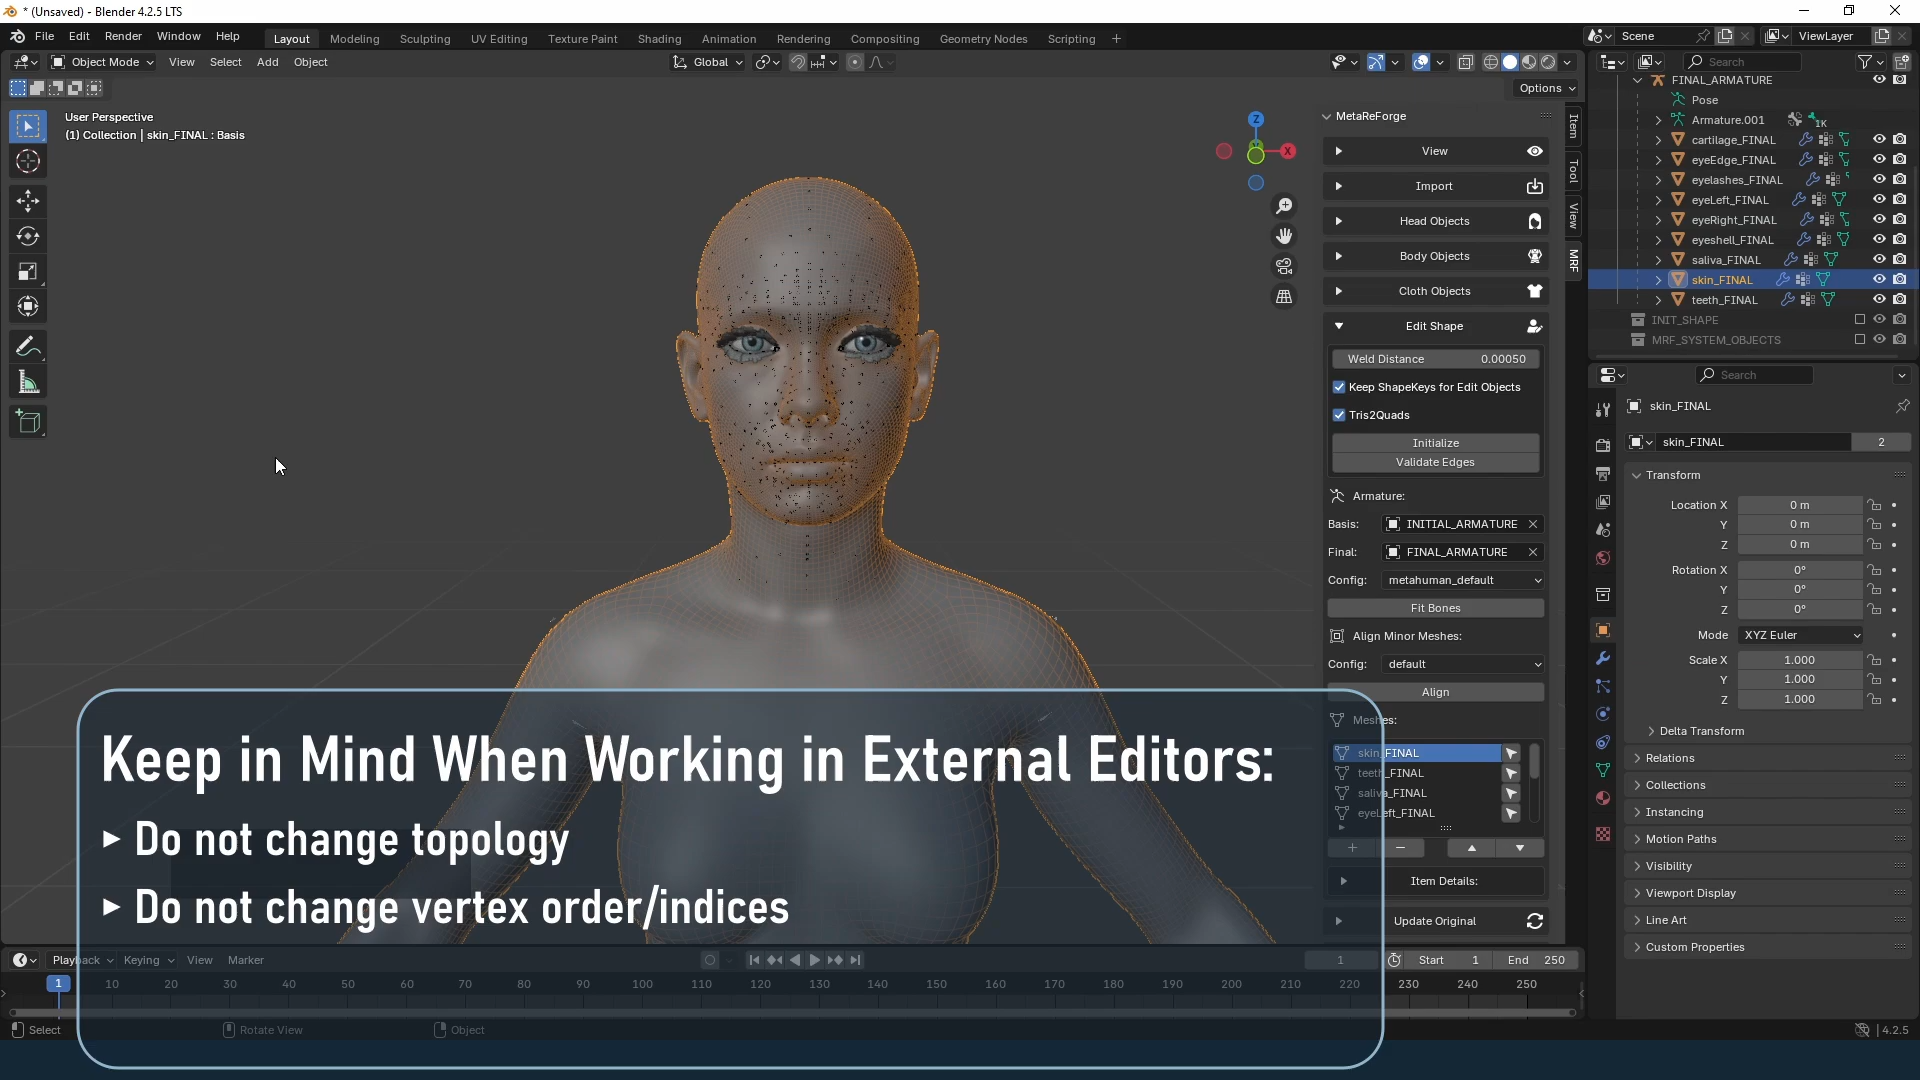 * (Unsaved) - Blender 4.2.5 LTS
File Edit Render Window Help
Layout Modeling Sculpting UV Editing Texture Paint Shading Animation Rendering Compositing Geometry Nodes Scripting +
Scene
ViewLayer
Object Mode View Select Add Object
Global
Search
Options
User Perspective
(1) Collection | skin_FINAL : Basis
Z
X
MetaReForge
View
Import
Head Objects
Body Objects
Cloth Objects
Edit Shape
Weld Distance 0.00050
Keep ShapeKeys for Edit Objects
Tris2Quads
Initialize
Validate Edges
Armature:
Basis: INITIAL_ARMATURE
Final: FINAL_ARMATURE
Config: metahuman_default
Fit Bones
Align Minor Meshes:
Config: default
Align
Meshes:
skin_FINAL
teeth_FINAL
saliva_FINAL
eyeLeft_FINAL
Item Details:
Update Original
Item
Tool
View
MRF
FINAL_ARMATURE
Pose
Armature.001 1K
cartilage_FINAL
eyeEdge_FINAL
eyelashes_FINAL
eyeLeft_FINAL
eyeRight_FINAL
eyeshell_FINAL
saliva_FINAL
skin_FINAL
teeth_FINAL
INIT_SHAPE
MRF_SYSTEM_OBJECTS
Search
skin_FINAL
skin_FINAL 2
Transform
Location X 0 m
Y 0 m
Z 0 m
Rotation X 0°
Y 0°
Z 0°
Mode XYZ Euler
Scale X 1.000
Y 1.000
Z 1.000
Delta Transform
Relations
Collections
Instancing
Motion Paths
Visibility
Viewport Display
Line Art
Custom Properties
Keep in Mind When Working in External Editors:
▸ Do not change topology
▸ Do not change vertex order/indices
Playback Keying View Marker
1
Start 1 End 250
1 10 20 30 40 50 60 70 80 90 100 110 120 130 140 150 160 170 180 190 200 210 220 230 240 250
Select Rotate View Object
4.2.5